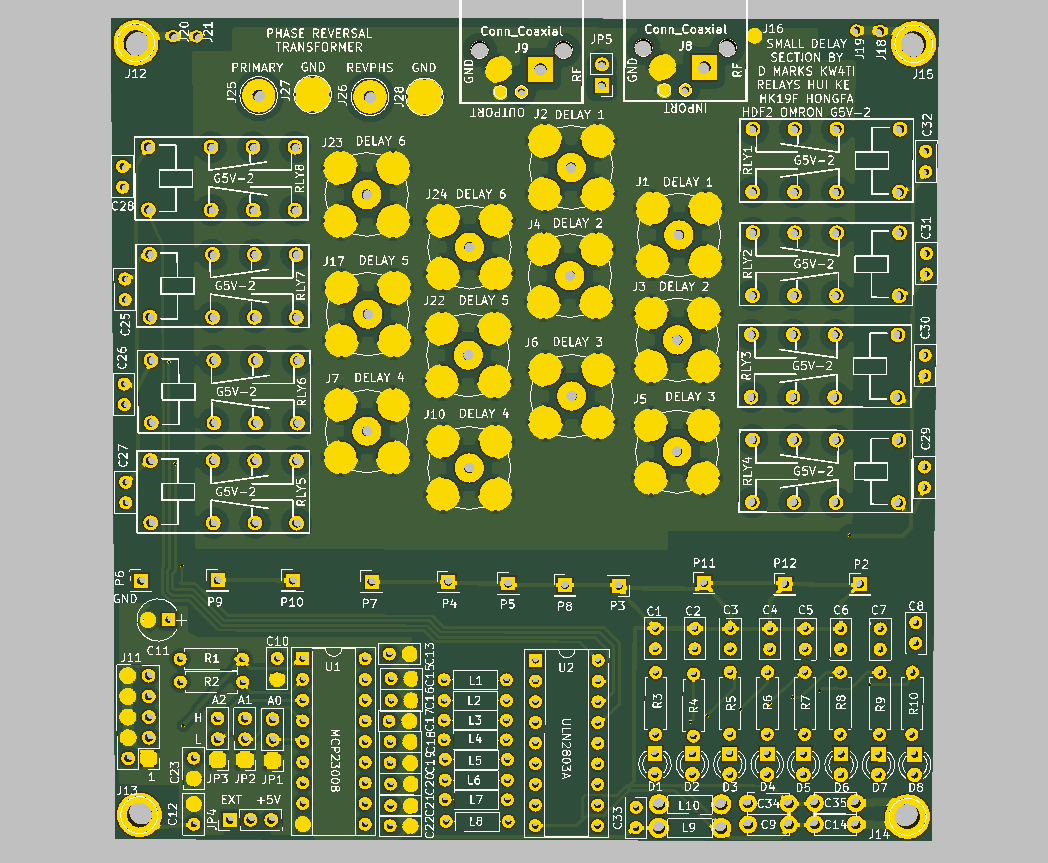 J20
J21
PHASE REVERSAL
TRANSFORMER
Conn_Coaxial
J9
GND
RF
OUTPORT
JP5
Conn_Coaxial
J8
GND
RF
INPORT
J16
J19
J18
SMALL DELAY
SECTION BY
D MARKS KW4TI
RELAYS HUI KE
HK19F HONGFA
HDF2 OMRON G5V-2
J12
J15
PRIMARY
GND
REVPHS
GND
J25
J27
J26
J28
J2 DELAY 1
J23 DELAY 6
J1 DELAY 1
J24 DELAY 6
J4 DELAY 2
J17 DELAY 5
J3 DELAY 2
J22 DELAY 5
J6 DELAY 3
J7 DELAY 4
J5 DELAY 3
J10 DELAY 4
G5V-2
RLY8
C28
G5V-2
RLY7
C25
C26
G5V-2
RLY6
C27
G5V-2
RLY5
RLY1
G5V-2
C32
RLY2
G5V-2
C31
RLY3
G5V-2
C30
RLY4
G5V-2
C29
P6
GND
P9
P10
P7
P4
P5
P8
P3
P11
P12
P2
C11
+
J11
1
R1
R2
C10
A2
A1
A0
H
L
JP3
JP2
JP1
C23
C12
J13
JP4
EXT
+5V
U1
MCP23008
C13
C15
C16
C17
C18
C19
C20
C21
C22
L1
L2
L3
L4
L5
L6
L7
L8
U2
ULN2803A
C1
C2
C3
C4
C5
C6
C7
C8
R3
R4
R5
R6
R7
R8
R9
R10
D1
D2
D3
D4
D5
D6
D7
D8
C33
L10
L9
C34
C9
C35
C14
J14